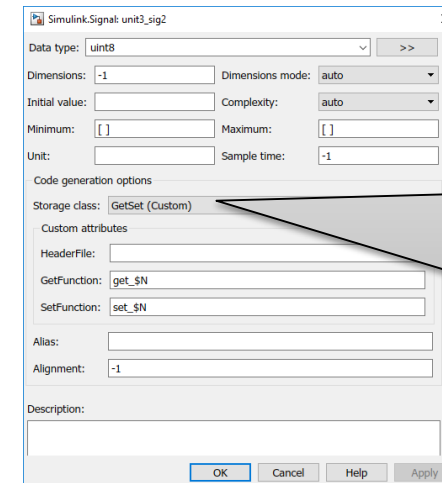 Simulink.Signal: unit3_sig2
Data type: uint8 >>
Dimensions: -1 Dimensions mode: auto
Initial value: Complexity: auto
Minimum: [ ] Maximum: [ ]
Unit: Sample time: -1
Code generation options
Storage class: GetSet (Custom)
Custom attributes
HeaderFile:
GetFunction: get_$N
SetFunction: set_$N
Alias:
Alignment: -1
Description:
OK Cancel Help Apply